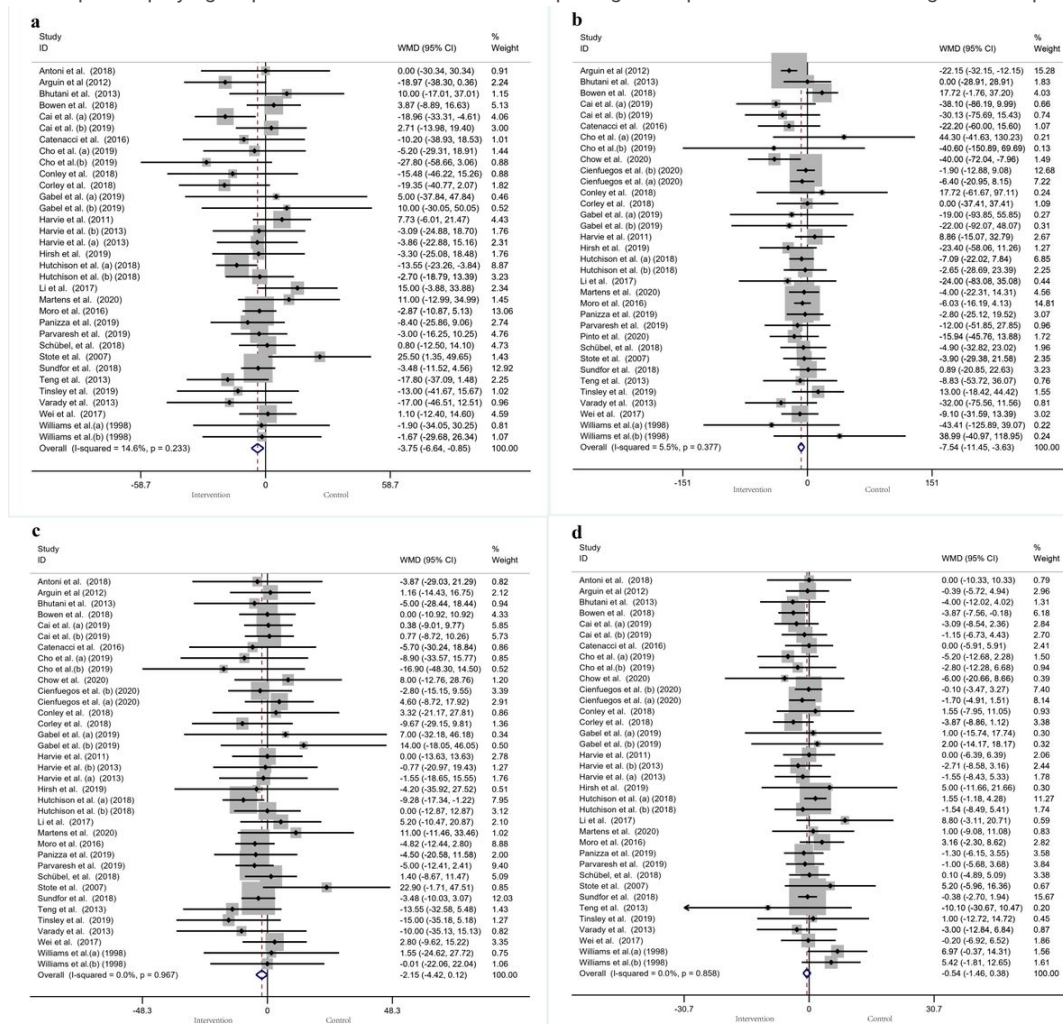 a
Study %
ID WMD (95% CI) Weight
Antoni et al. (2018) 0.00 (-30.34, 30.34) 0.91
Arguin et al (2012) -18.97 (-38.30, 0.36) 2.24
Bhutani et al. (2013) 10.00 (-17.01, 37.01) 1.15
Bowen et al. (2018) 3.87 (-8.89, 16.63) 5.13
Cai et al. (a) (2019) -18.96 (-33.31, -4.61) 4.06
Cai et al. (b) (2019) 2.71 (-13.98, 19.40) 3.00
Catenacci et al. (2016) -10.20 (-38.93, 18.53) 1.01
Cho et al.(a) (2019) -5.20 (-29.31, 18.91) 1.44
Cho et al.(b) (2019) -27.80 (-58.66, 3.06) 0.88
Conley et al. (2018) -15.48 (-46.22, 15.26) 0.88
Corley et al. (2018) -19.35 (-40.77, 2.07) 1.82
Gabel et al. (a) (2019) 5.00 (-37.84, 47.84) 0.46
Gabel et al. (b) (2019) 10.00 (-30.05, 50.05) 0.52
Harvie et al. (2011) 7.73 (-6.01, 21.47) 4.43
Harvie et al. (b) (2013) -3.09 (-24.88, 18.70) 1.76
Harvie et al. (a) (2013) -3.86 (-22.88, 15.16) 2.31
Hirsh et al. (2019) -3.30 (-25.08, 18.48) 1.76
Hutchison et al. (a) (2018) -13.55 (-23.26, -3.84) 8.87
Hutchison et al. (b) (2018) -2.70 (-18.79, 13.39) 3.23
Li et al. (2017) 15.00 (-3.88, 33.88) 2.34
Martens et al. (2020) 11.00 (-12.99, 34.99) 1.45
Moro et al. (2016) -2.87 (-10.87, 5.13) 13.06
Panizza et al. (2019) -8.40 (-25.86, 9.06) 2.74
Parvaresh et al. (2019) -3.00 (-16.25, 10.25) 4.76
Schübel, et al. (2018) 0.80 (-12.50, 14.10) 4.73
Stote et al. (2007) 25.50 (1.35, 49.65) 1.43
Sundfor et al. (2018) -3.48 (-11.52, 4.56) 12.92
Teng et al. (2013) -17.80 (-37.09, 1.48) 2.25
Tinsley et al. (2019) -13.00 (-41.67, 15.67) 1.02
Varady et al. (2013) -17.00 (-46.51, 12.51) 0.96
Wei et al. (2017) 1.10 (-12.40, 14.60) 4.59
Williams et al.(a) (1998) -1.90 (-34.05, 30.25) 0.81
Williams et al.(b) (1998) -1.67 (-29.68, 26.34) 1.07
Overall (I-squared = 14.6%, p = 0.233) -3.75 (-6.64, -0.85) 100.00
-58.7 0 58.7
Intervention Control
b
Study %
ID WMD (95% CI) Weight
Arguin et al (2012) -22.15 (-32.15, -12.15) 15.28
Bhutani et al. (2013) 0.00 (-28.91, 28.91) 1.83
Bowen et al. (2018) 17.72 (-1.76, 37.20) 4.03
Cai et al. (a) (2019) -38.10 (-86.19, 9.99) 0.66
Cai et al. (b) (2019) -30.13 (-75.69, 15.43) 0.74
Catenacci et al. (2016) -22.20 (-60.00, 15.60) 1.07
Cho et al. (a) (2019) 44.30 (-41.63, 130.23) 0.21
Cho et al.(b) (2019) -40.60 (-150.89, 69.69) 0.13
Chow et al. (2020) -40.00 (-72.04, -7.96) 1.49
Cienfuegos et al. (b) (2020) -1.90 (-12.88, 9.08) 12.68
Cienfuegos et al. (a) (2020) -6.40 (-20.95, 8.15) 7.22
Conley et al. (2018) 17.72 (-61.67, 97.11) 0.24
Corley et al. (2018) 0.00 (-37.41, 37.41) 1.09
Gabel et al. (a) (2019) -19.00 (-93.85, 55.85) 0.27
Gabel et al. (b) (2019) -22.00 (-92.07, 48.07) 0.31
Harvie et al. (2011) 8.86 (-15.07, 32.79) 2.67
Hirsh et al. (2019) -23.40 (-58.06, 11.26) 1.27
Hutchison et al. (a) (2018) -7.09 (-22.02, 7.84) 6.85
Hutchison et al. (b) (2018) -2.65 (-28.69, 23.39) 2.25
Li et al. (2017) -24.00 (-83.08, 35.08) 0.44
Martens et al. (2020) -4.00 (-22.31, 14.31) 4.56
Moro et al. (2016) -6.03 (-16.19, 4.13) 14.81
Panizza et al. (2019) -2.80 (-25.12, 19.52) 3.07
Parvaresh et al. (2019) -12.00 (-51.85, 27.85) 0.96
Pinto et al. (2020) -15.94 (-45.76, 13.88) 1.72
Schübel et al. (2018) -4.90 (-32.82, 23.02) 1.96
Stote et al. (2007) -3.90 (-29.38, 21.58) 2.35
Sundfor et al. (2018) 0.89 (-20.85, 22.63) 3.23
Teng et al. (2013) -8.83 (-53.72, 36.07) 0.76
Tinsley et al. (2019) 13.00 (-18.42, 44.42) 1.55
Varady et al. (2013) -32.00 (-75.56, 11.56) 0.81
Wei et al. (2017) -9.10 (-31.59, 13.39) 3.02
Williams et al.(a) (1998) -43.41 (-125.89, 39.07) 0.22
Williams et al.(b) (1998) 38.99 (-40.97, 118.95) 0.24
Overall (I-squared = 5.5%, p = 0.377) -7.54 (-11.45, -3.63) 100.00
-151 0 151
Intervention Control
c
Study %
ID WMD (95% CI) Weight
Antoni et al. (2018) -3.87 (-29.03, 21.29) 0.82
Arguin et al (2012) 1.16 (-14.43, 16.75) 2.12
Bhutani et al. (2013) -5.00 (-28.44, 18.44) 0.94
Bowen et al. (2018) 0.00 (-10.92, 10.92) 4.33
Cai et al. (a) (2019) 0.38 (-9.01, 9.77) 5.85
Cai et al. (b) (2019) 0.77 (-8.72, 10.26) 5.73
Catenacci et al. (2016) -5.70 (-30.24, 18.84) 0.86
Cho et al. (a) (2019) -8.90 (-33.57, 15.77) 0.85
Cho et al.(b) (2019) -16.90 (-48.30, 14.50) 0.52
Chow et al. (2020) 8.00 (-12.76, 28.76) 1.20
Cienfuegos et al. (b) (2020) -2.80 (-15.15, 9.55) 3.39
Cienfuegos et al. (a) (2020) 4.60 (-8.72, 17.92) 2.91
Conley et al. (2018) 3.32 (-21.17, 27.81) 0.86
Corley et al. (2018) -9.67 (-29.15, 9.81) 1.36
Gabel et al. (a) (2019) 7.00 (-32.18, 46.18) 0.34
Gabel et al. (b) (2019) 14.00 (-18.05, 46.05) 0.50
Harvie et al. (2011) 0.00 (-13.63, 13.63) 2.78
Harvie et al. (b) (2013) -0.77 (-20.97, 19.43) 1.27
Harvie et al. (a) (2013) -1.55 (-18.65, 15.55) 1.76
Hirsh et al. (2019) -4.20 (-35.92, 27.52) 0.51
Hutchison et al. (a) (2018) -9.28 (-17.34, -1.22) 7.95
Hutchison et al. (b) (2018) 0.00 (-12.87, 12.87) 3.12
Li et al. (2017) 5.20 (-10.47, 20.87) 2.10
Martens et al. (2020) 11.00 (-11.46, 33.46) 1.02
Moro et al. (2016) -4.82 (-12.44, 2.80) 8.88
Panizza et al. (2019) -4.50 (-20.58, 11.58) 2.00
Parvaresh et al. (2019) -5.00 (-12.41, 2.41) 9.40
Schübel, et al. (2018) 1.40 (-8.67, 11.47) 5.09
Stote et al. (2007) 22.90 (-1.71, 47.51) 0.85
Sundfor et al. (2018) -3.48 (-10.03, 3.07) 12.03
Teng et al. (2013) -13.55 (-32.58, 5.48) 1.43
Tinsley et al. (2019) -15.00 (-35.18, 5.18) 1.27
Varady et al. (2013) -10.00 (-35.13, 15.13) 0.82
Wei et al. (2017) 2.80 (-9.62, 15.22) 3.35
Williams et al.(a) (1998) 1.55 (-24.62, 27.72) 0.75
Williams et al.(b) (1998) -0.01 (-22.06, 22.04) 1.06
Overall (I-squared = 0.0%, p = 0.967) -2.15 (-4.42, 0.12) 100.00
-48.3 0 48.3
Intervention Control
d
Study %
ID WMD (95% CI) Weight
Antoni et al. (2018) 0.00 (-10.33, 10.33) 0.79
Arguin et al (2012) -0.39 (-5.72, 4.94) 2.96
Bhutani et al. (2013) -4.00 (-12.02, 4.02) 1.31
Bowen et al. (2018) -3.87 (-7.56, -0.18) 6.18
Cai et al. (a) (2019) -3.09 (-8.54, 2.36) 2.84
Cai et al. (b) (2019) -1.15 (-6.73, 4.43) 2.70
Catenacci et al. (2016) 0.00 (-5.91, 5.91) 2.41
Cho et al. (a) (2019) -5.20 (-12.68, 2.28) 1.50
Cho et al.(b) (2019) -2.80 (-12.28, 6.68) 0.94
Chow et al. (2020) -6.00 (-20.66, 8.66) 0.39
Cienfuegos et al. (b) (2020) -0.10 (-3.47, 3.27) 7.40
Cienfuegos et al. (a) (2020) -1.70 (-4.91, 1.51) 8.14
Conley et al. (2018) 1.55 (-7.95, 11.05) 0.93
Corley et al. (2018) -3.87 (-8.86, 1.12) 3.38
Gabel et al. (a) (2019) 1.00 (-15.74, 17.74) 0.30
Gabel et al. (b) (2019) 2.00 (-14.17, 18.17) 0.32
Harvie et al. (2011) 0.00 (-6.39, 6.39) 2.06
Harvie et al. (b) (2013) -2.71 (-8.58, 3.16) 2.44
Harvie et al. (a) (2013) -1.55 (-8.43, 5.33) 1.78
Hirsh et al. (2019) 5.00 (-11.66, 21.66) 0.30
Hutchison et al. (a) (2018) 1.55 (-1.18, 4.28) 11.27
Hutchison et al. (b) (2018) -1.54 (-8.49, 5.41) 1.74
Li et al. (2017) 8.80 (-3.11, 20.71) 0.59
Martens et al. (2020) 1.00 (-9.08, 11.08) 0.83
Moro et al. (2016) 3.16 (-2.30, 8.62) 2.82
Panizza et al. (2019) -1.30 (-6.15, 3.55) 3.58
Parvaresh et al. (2019) -1.00 (-5.68, 3.68) 3.84
Schübel et al. (2018) 0.10 (-4.89, 5.09) 3.38
Stote et al. (2007) 5.20 (-5.96, 16.36) 0.67
Sundfor et al. (2018) -0.38 (-2.70, 1.94) 15.67
Teng et al. (2013) -10.10 (-30.67, 10.47) 0.20
Tinsley et al. (2019) 1.00 (-12.72, 14.72) 0.45
Varady et al. (2013) -3.00 (-12.84, 6.84) 0.87
Wei et al. (2017) -0.20 (-6.92, 6.52) 1.86
Williams et al.(a) (1998) 6.97 (-0.37, 14.31) 1.56
Williams et al.(b) (1998) 5.42 (-1.81, 12.65) 1.61
Overall (I-squared = 0.0%, p = 0.858) -0.54 (-1.46, 0.38) 100.00
-30.7 0 30.7
Intervention Control